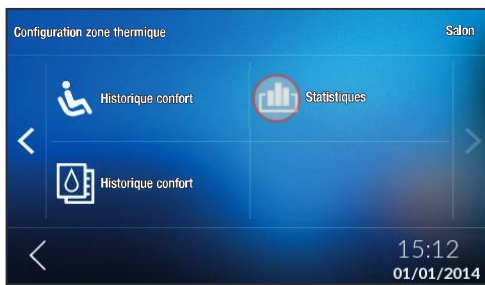 Configuration zone thermique Salon
Historique confort Statistiques
Historique confort
15:12
01/01/2014